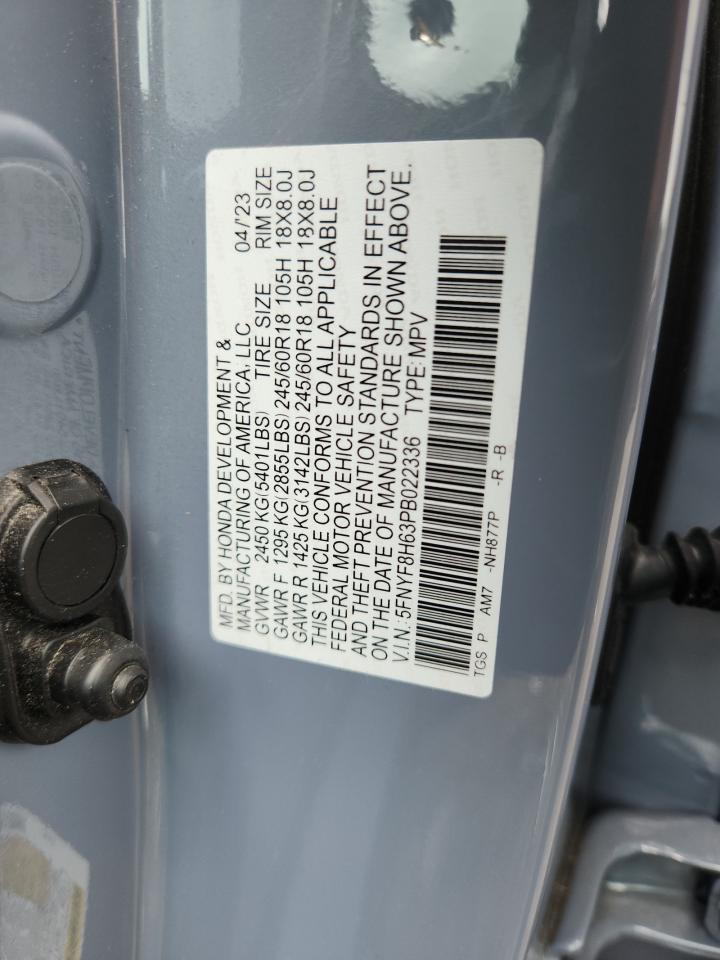 MFD. BY HONDA DEVELOPMENT &
MANUFACTURING OF AMERICA, LLC 04/'23
GVWR 2450 KG(5401LBS) TIRE SIZE RIM SIZE
GAWR F 1295 KG(2855LBS) 245/60R18 105H 18X8.0J
GAWR R 1425 KG(3142LBS) 245/60R18 105H 18X8.0J
THIS VEHICLE CONFORMS TO ALL APPLICABLE
FEDERAL MOTOR VEHICLE SAFETY
AND THEFT PREVENTION STANDARDS IN EFFECT
ON THE DATE OF MANUFACTURE SHOWN ABOVE.
V.I.N.: 5FNYF8H63PB022336 TYPE: MPV
TGS P AM7 -NH877P -R -B